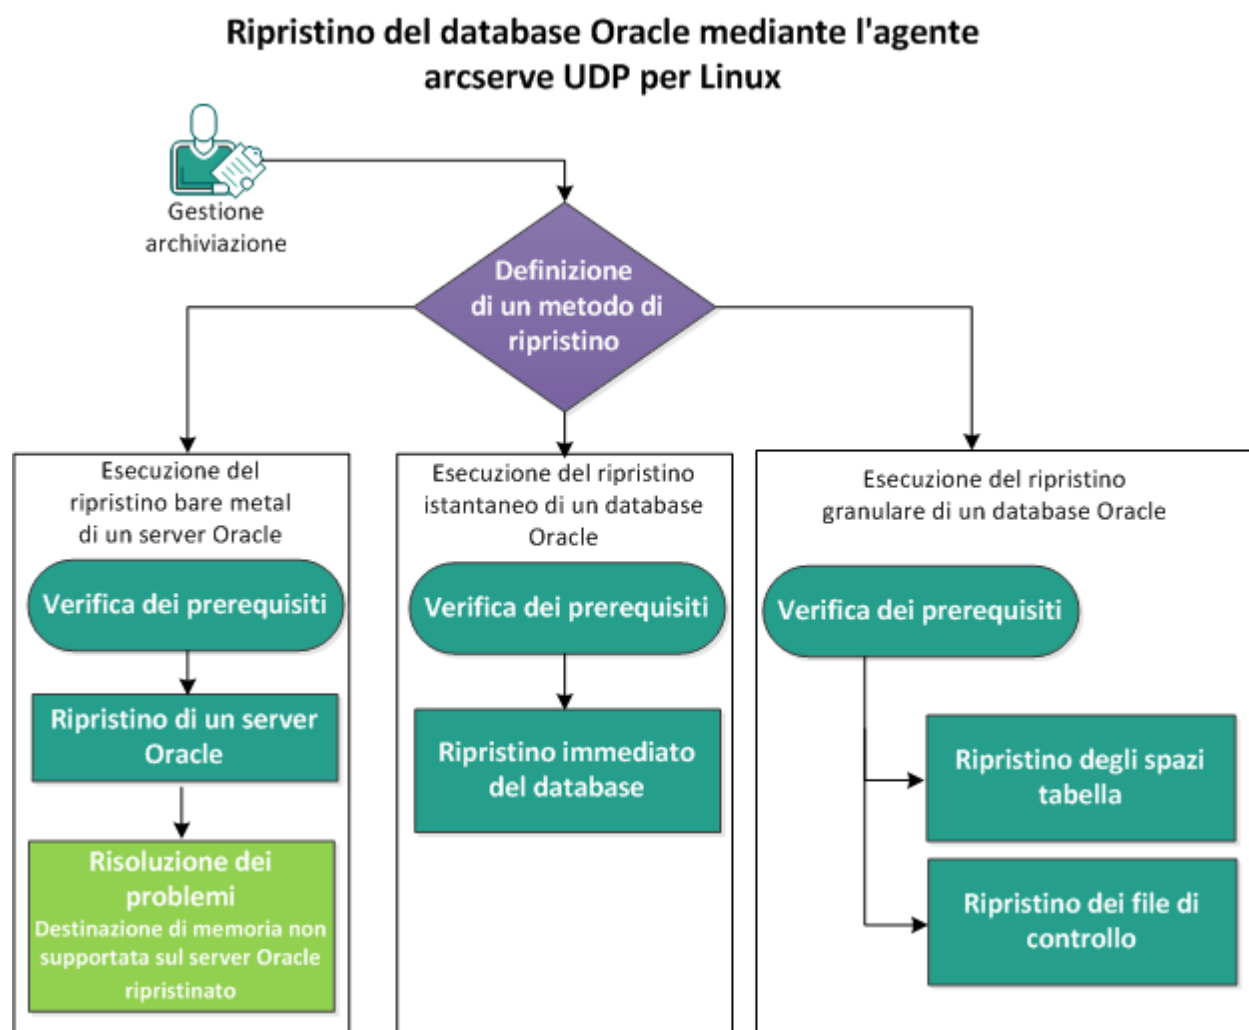 Ripristino del database Oracle mediante l'agente
arcserve UDP per Linux
Gestione
archiviazione
Definizione
di un metodo di
ripristino
Esecuzione del
ripristino bare metal
di un server Oracle
Verifica dei prerequisiti
Ripristino di un server
Oracle
Risoluzione dei
problemi
Destinazione di memoria non
supportata sul server Oracle
ripristinato
Esecuzione del ripristino
istantaneo di un database
Oracle
Verifica dei prerequisiti
Ripristino immediato
del database
Esecuzione del ripristino
granulare di un database Oracle
Verifica dei prerequisiti
Ripristino degli spazi
tabella
Ripristino dei file di
controllo